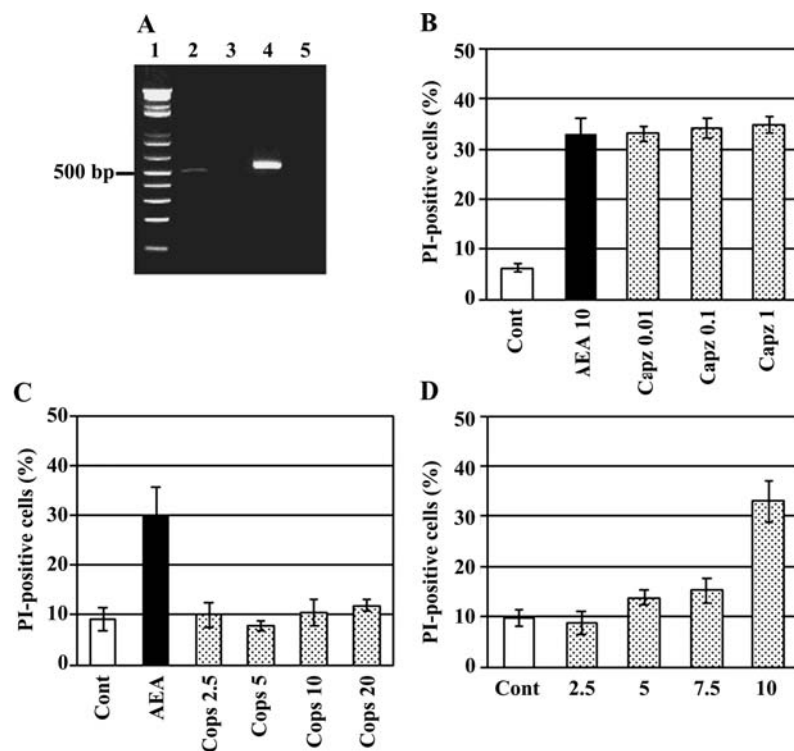 A
1 2 3 4 5
500 bp
B
PI-positive cells (%)
50
40
30
20
10
0
Cont
AEA 10
Capz 0.01
Capz 0.1
Capz 1
C
PI-positive cells (%)
50
40
30
20
10
0
Cont
AEA
Cops 2.5
Cops 5
Cops 10
Cops 20
D
PI-positive cells (%)
50
40
30
20
10
0
Cont 2.5 5 7.5 10